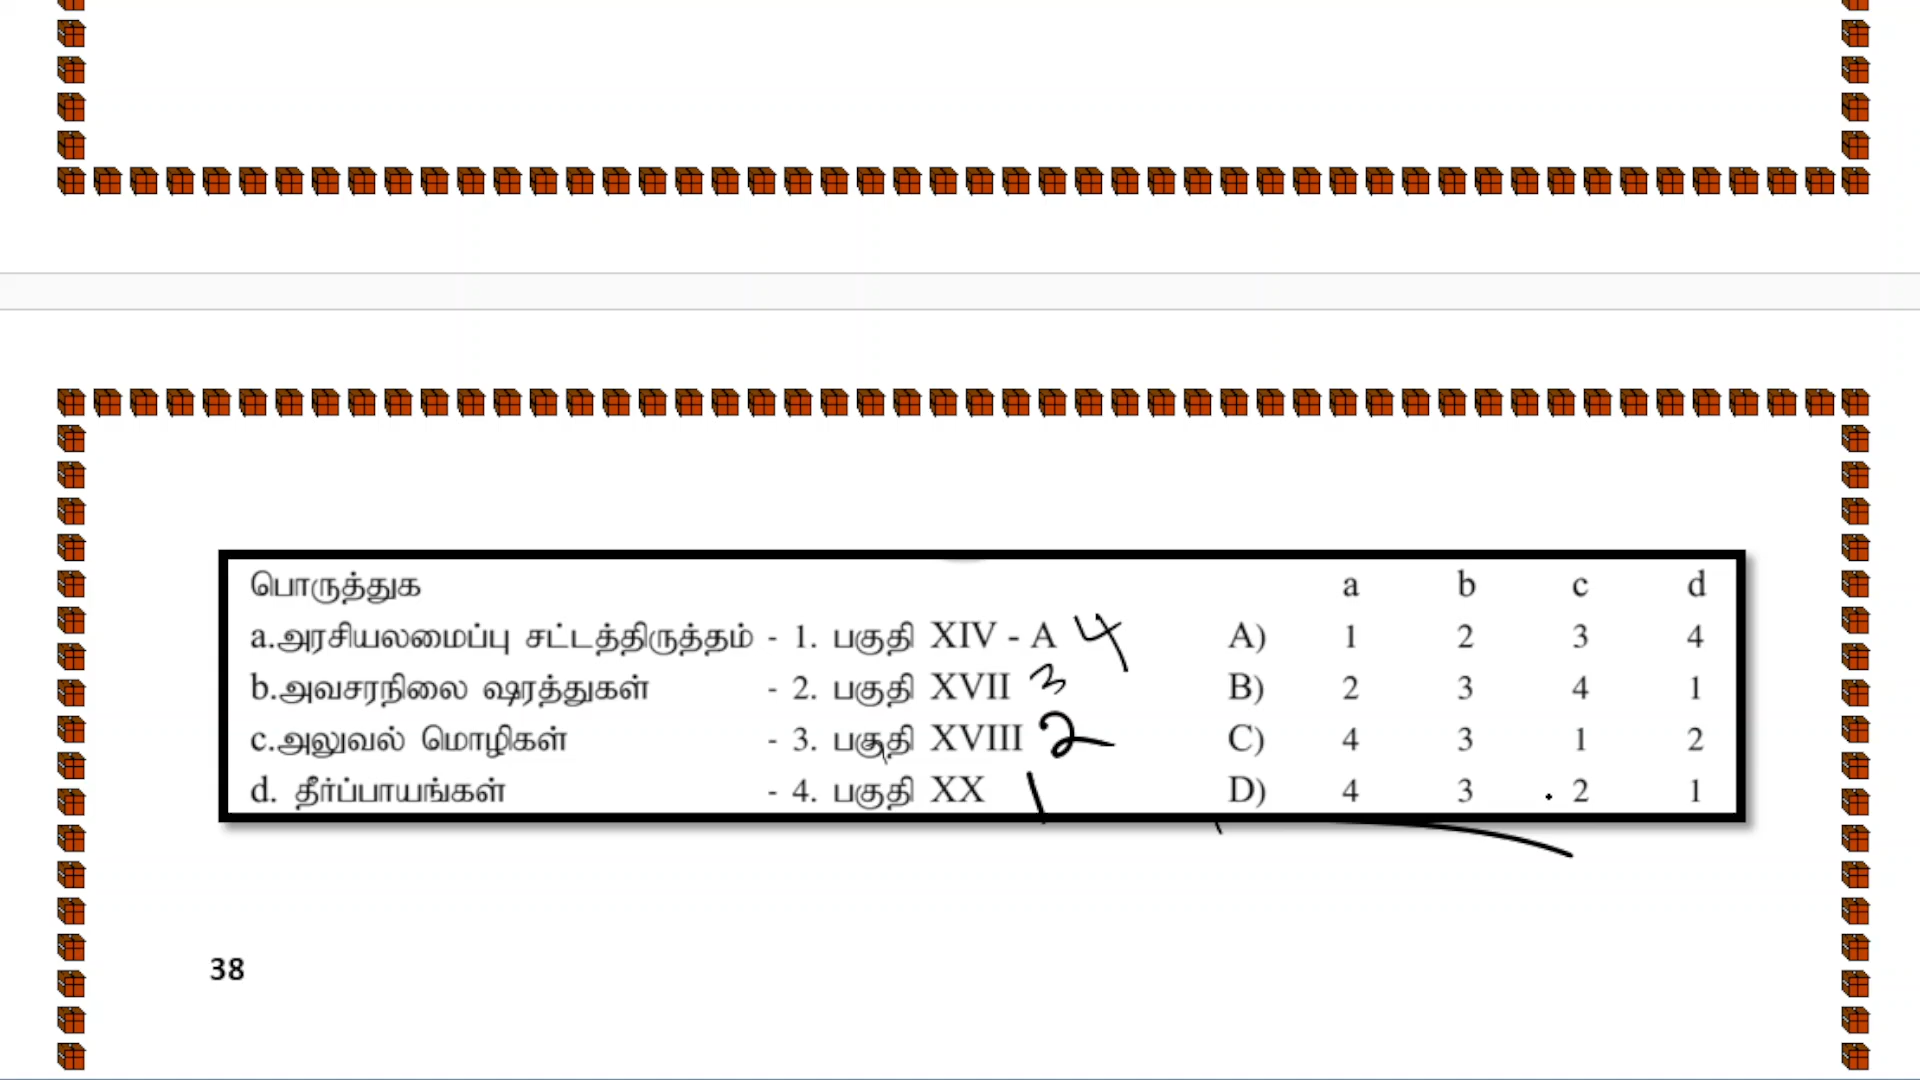 பொருத்துக a b c d
a.அரசியலமைப்பு சட்டத்திருத்தம் - 1. பகுதி XIV - A 4 A) 1 2 3 4
b.அவசரநிலை ஷரத்துகள் - 2. பகுதி XVII 3 B) 2 3 4 1
c.அலுவல் மொழிகள் - 3. பகுதி XVIII 2 C) 4 3 1 2
d. தீர்ப்பாயங்கள் - 4. பகுதி XX 1 D) 4 3 2 1
38